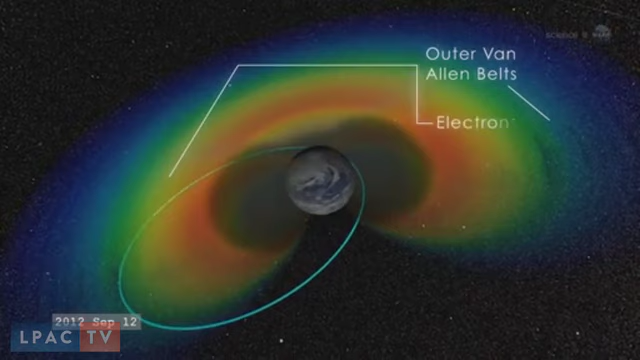 Outer Van
Allen Belts
Electron
2012 Sep 12
LPAC TV